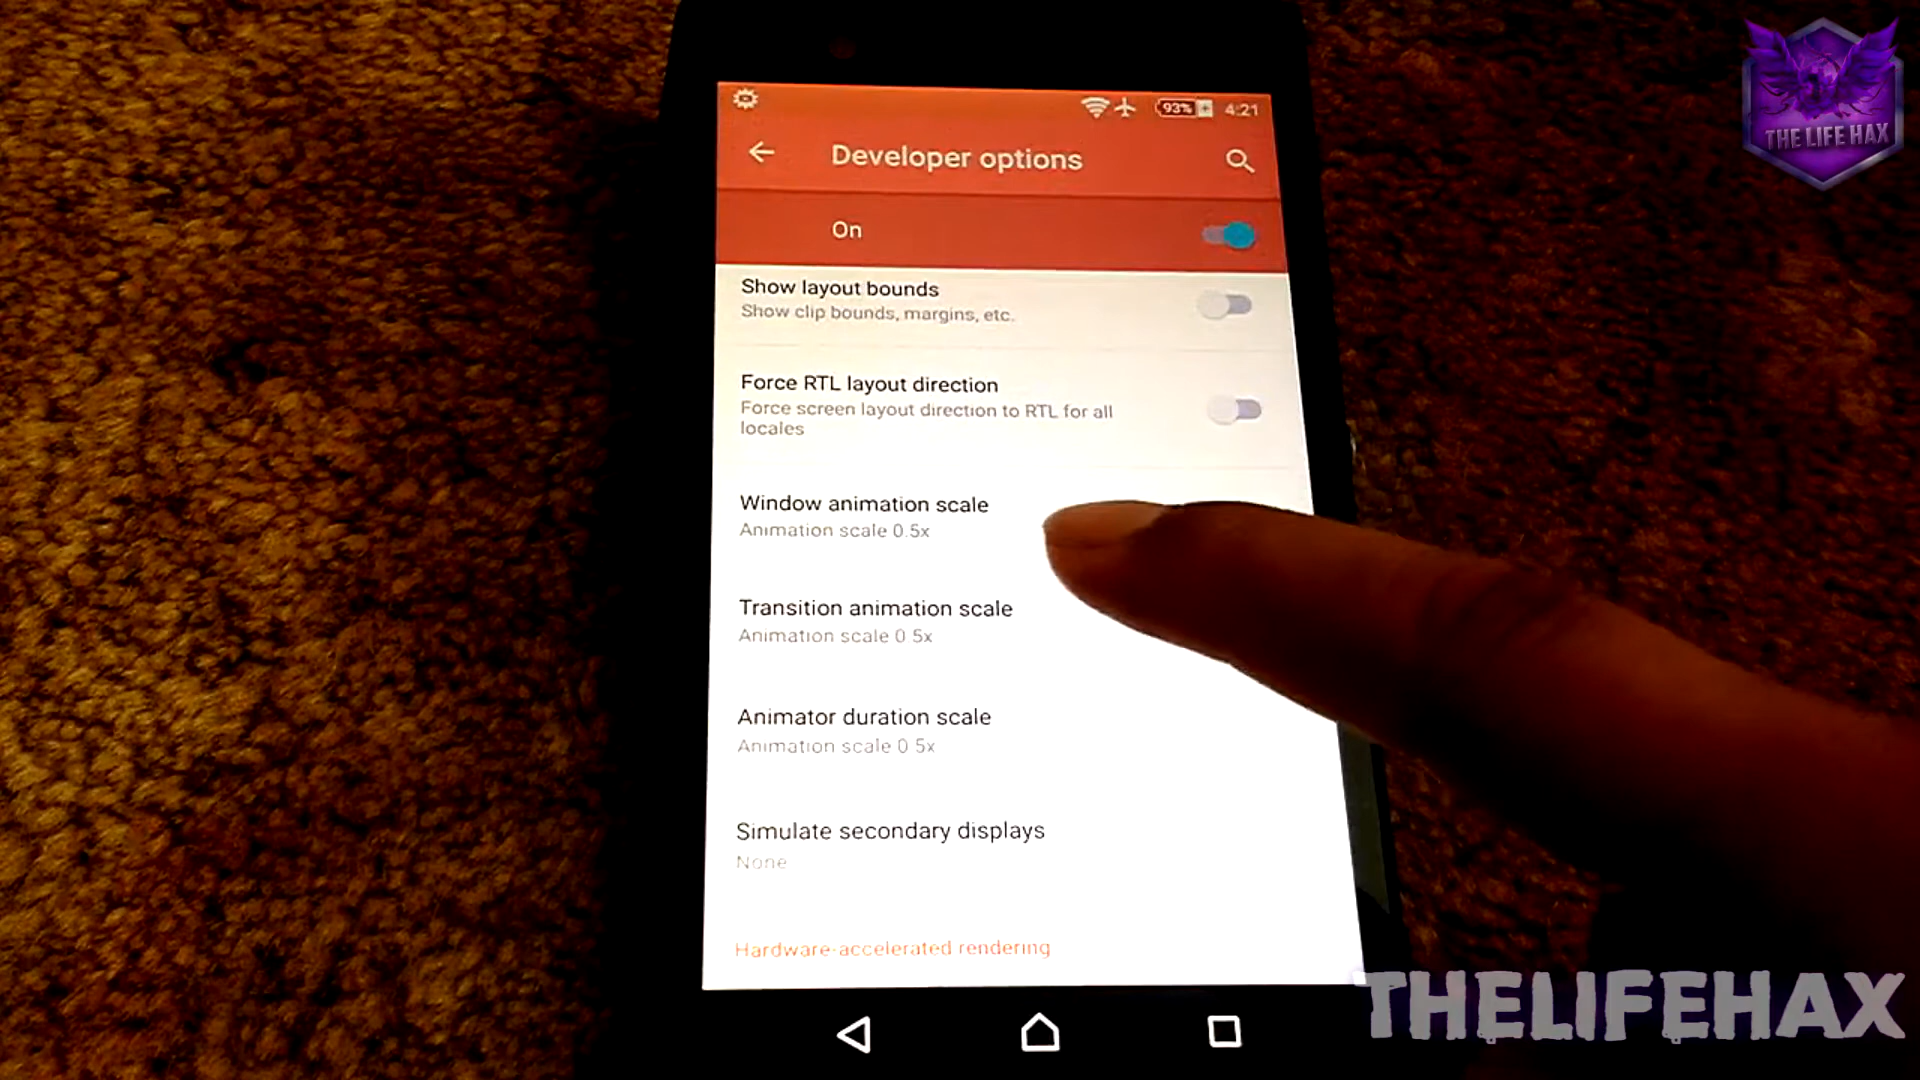 THE LIFE HAX
93% 4:21
Developer options
On
Show layout bounds
Show clip bounds, margins, etc.
Force RTL layout direction
Force screen layout direction to RTL for all
locales
Window animation scale
Animation scale 0.5x
Transition animation scale
Animation scale 0.5x
Animator duration scale
Animation scale 0.5x
Simulate secondary displays
None
Hardware-accelerated rendering
THELIFEHAX